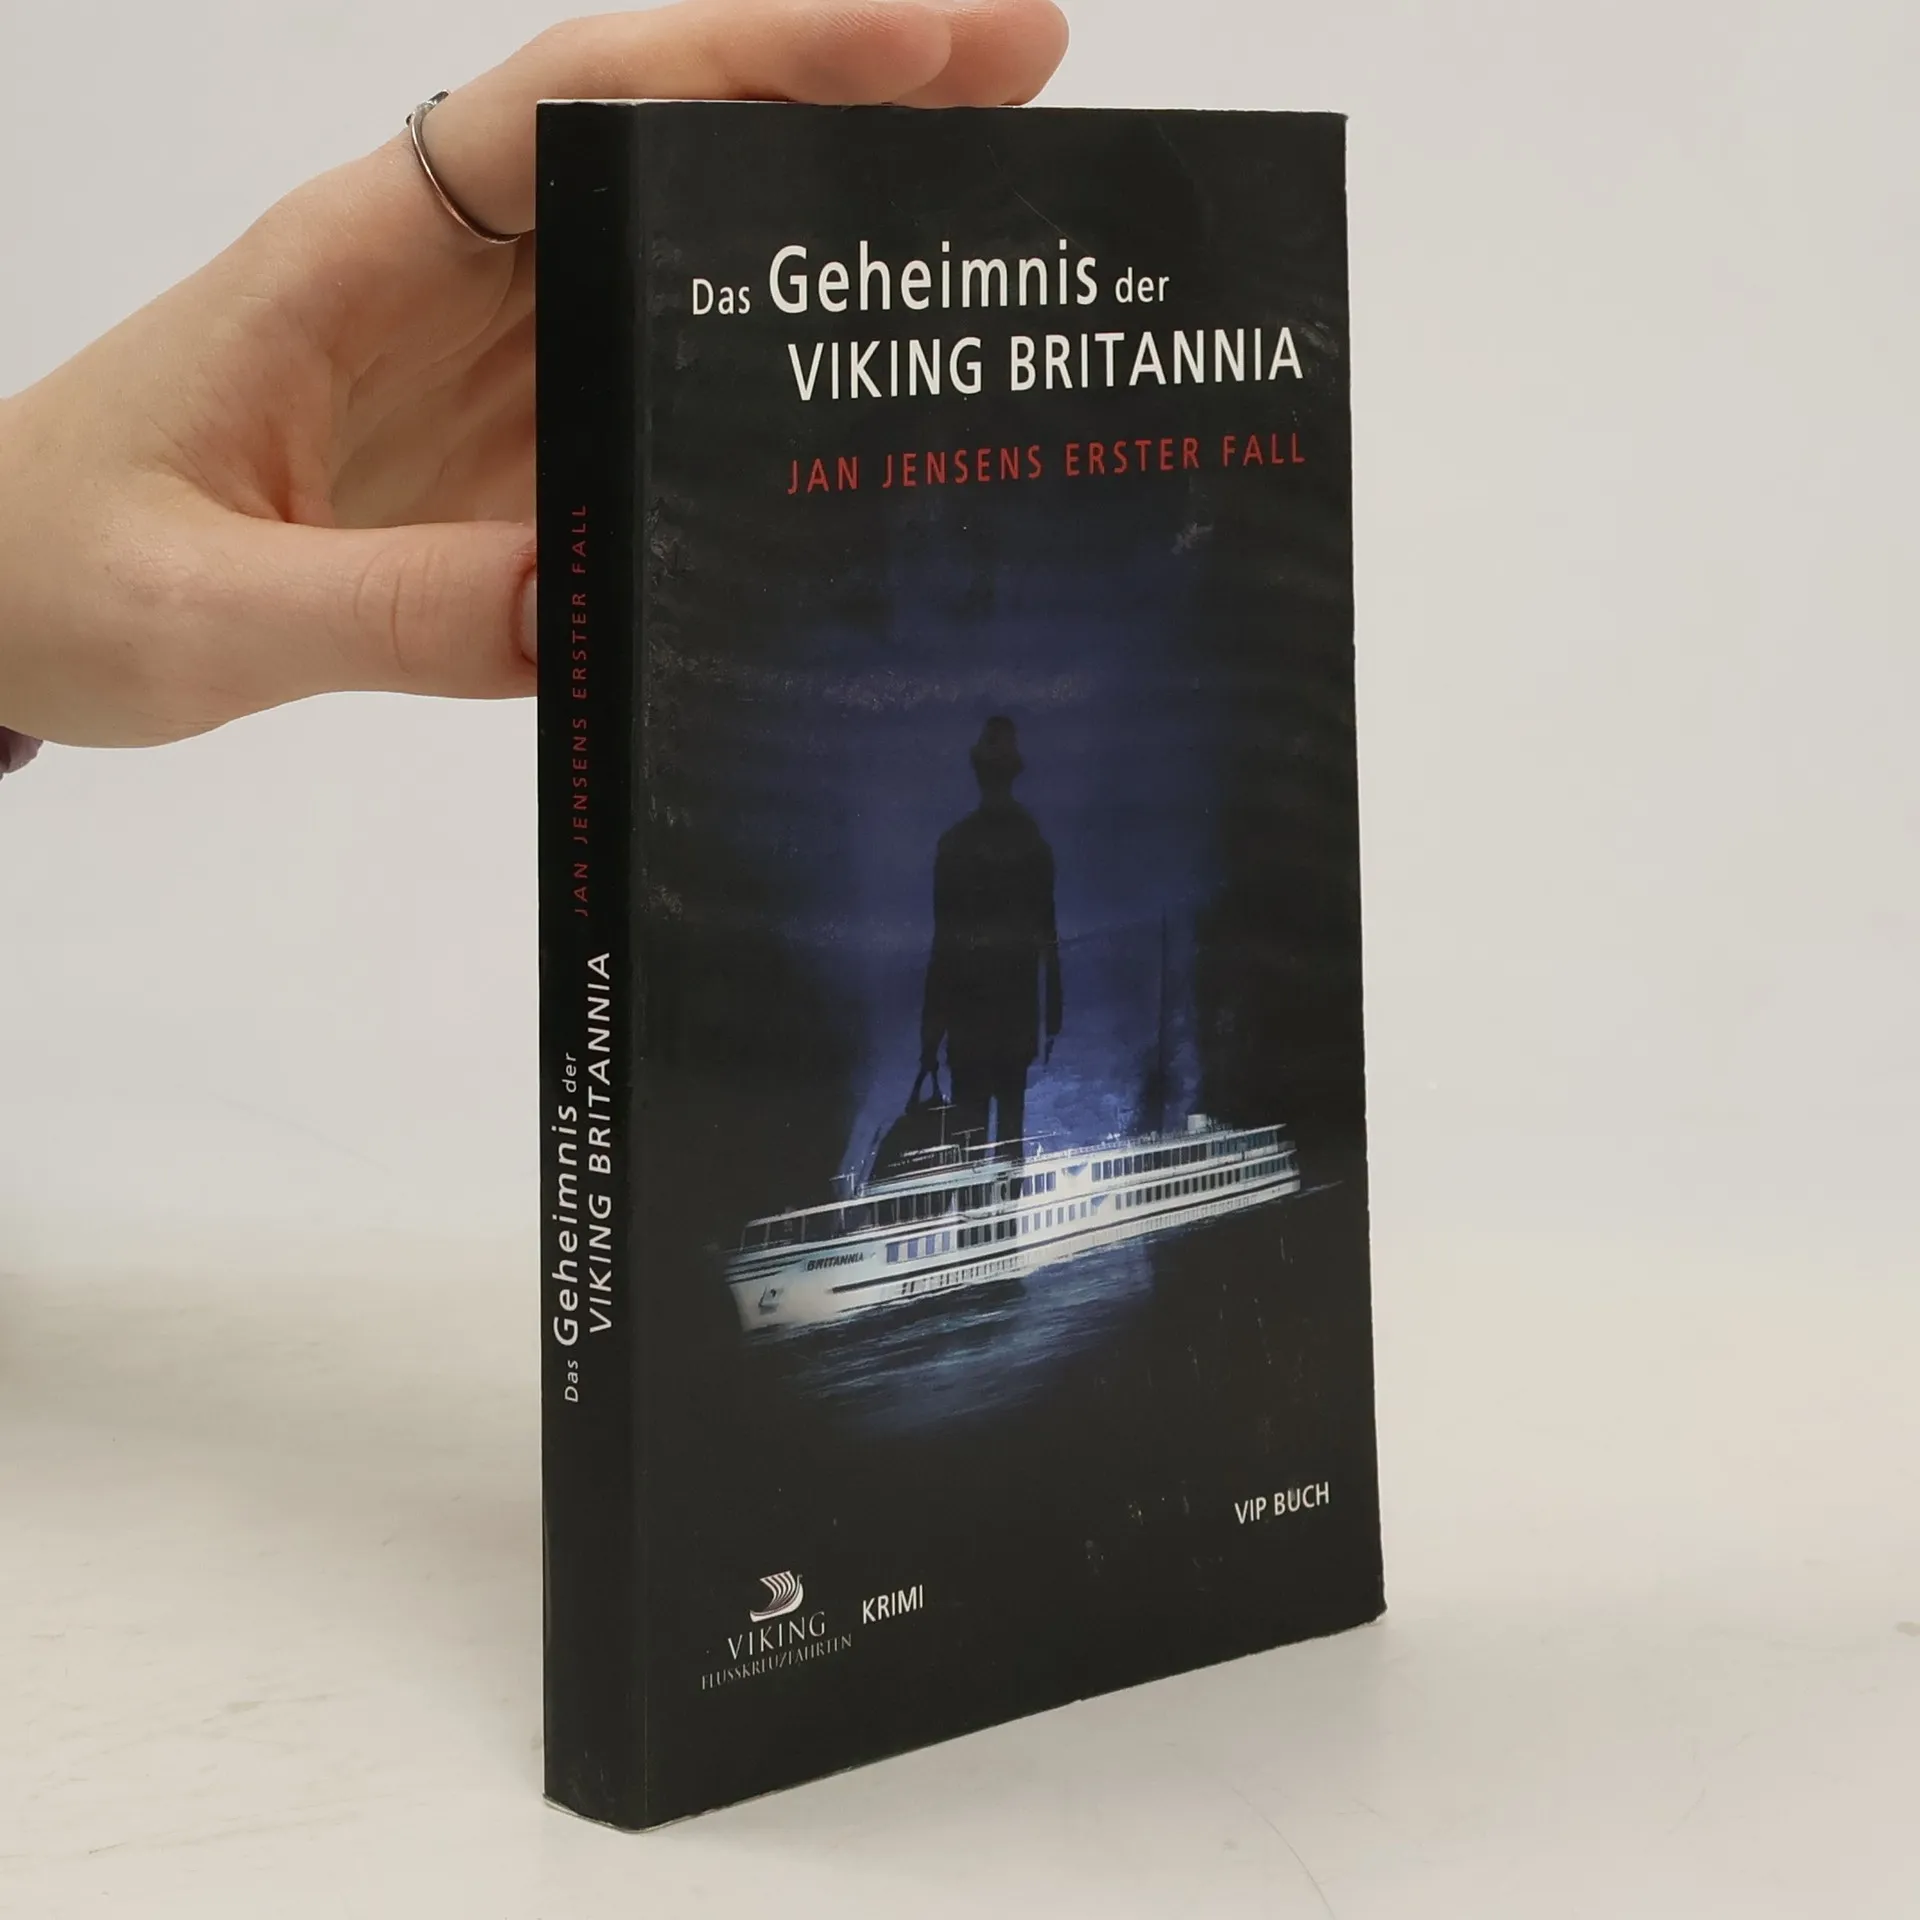 Das Geheimnis der
VIKING BRITANNIA
JAN JENSENS ERSTER FALL
BRITANNIA
VIP BUCH
VIKING
FLUSSKREUZFAHRTEN
KRIMI
Das Geheimnis der
VIKING BRITANNIA
JAN JENSENS ERSTER FALL